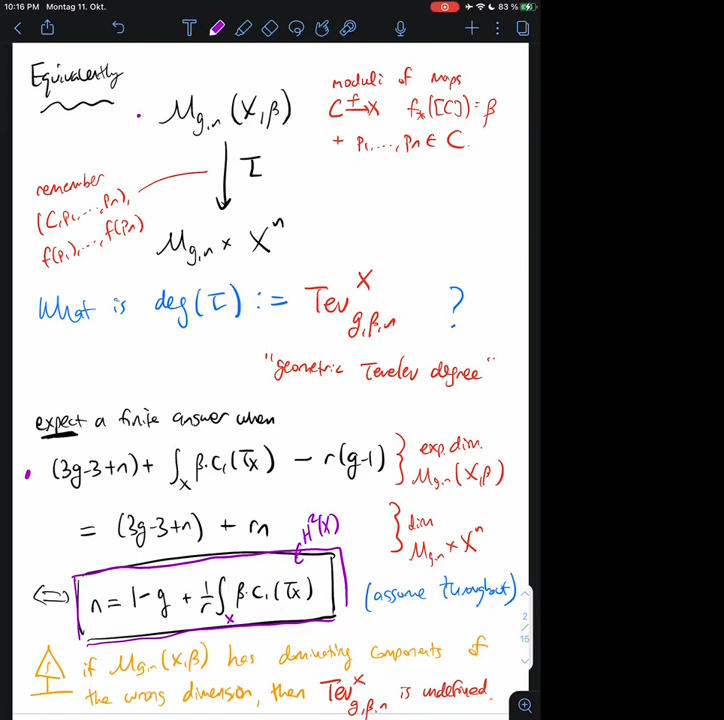 10:16 PM Montag 11. Okt.
83 %
Equivalently
M_{g,n}(X,β)
moduli of maps
C →^f X f_*([C]) = β
+ p_1,...,p_n ∈ C.
τ
remember
(C,p_1,...,p_n),
f(p_1),...,f(p_n)
M_{g,n} × X^n
What is deg(τ) := Tev^X_{g,β,n} ?
"geometric Tevelev degree"
expect a finite answer when
(3g-3+n) + ∫_X β·c_1(T_X) - r(g-1) } exp. dim. M_{g,n}(X,β)
= (3g-3+n) + rn } dim M_{g,n} × X^n
H^2(X)
⟺ n = 1-g + 1/r ∫_X β·c_1(T_X) (assume throughout)
! if M_{g,n}(X,β) has dominating components of
the wrong dimension, then Tev^X_{g,β,n} is undefined.
2
/
15